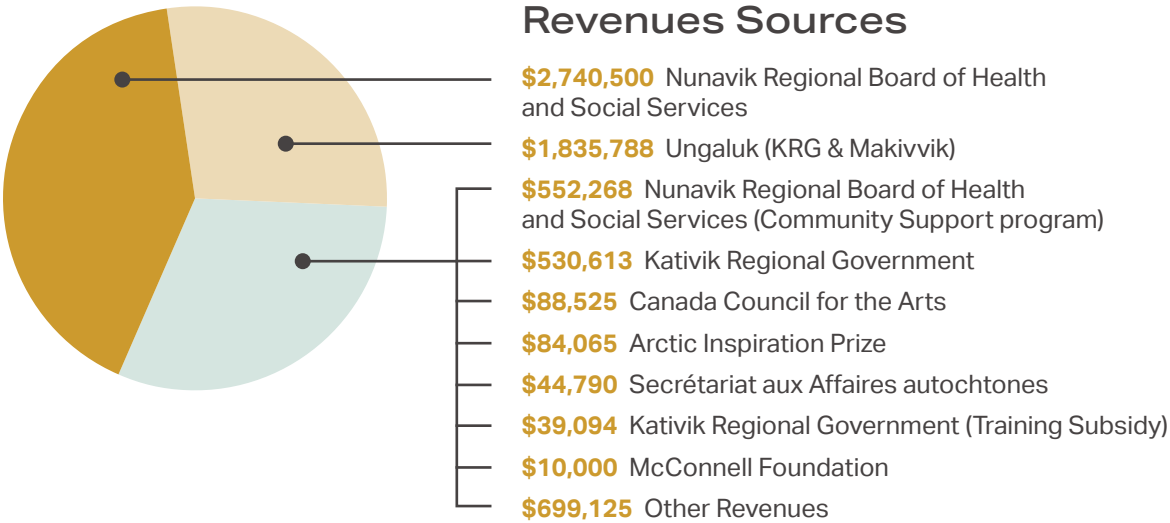 Revenues Sources
$2,740,500 Nunavik Regional Board of Health
and Social Services
$1,835,788 Ungaluk (KRG & Makivvik)
$552,268 Nunavik Regional Board of Health
and Social Services (Community Support program)
$530,613 Kativik Regional Government
$88,525 Canada Council for the Arts
$84,065 Arctic Inspiration Prize
$44,790 Secrétariat aux Affaires autochtones
$39,094 Kativik Regional Government (Training Subsidy)
$10,000 McConnell Foundation
$699,125 Other Revenues